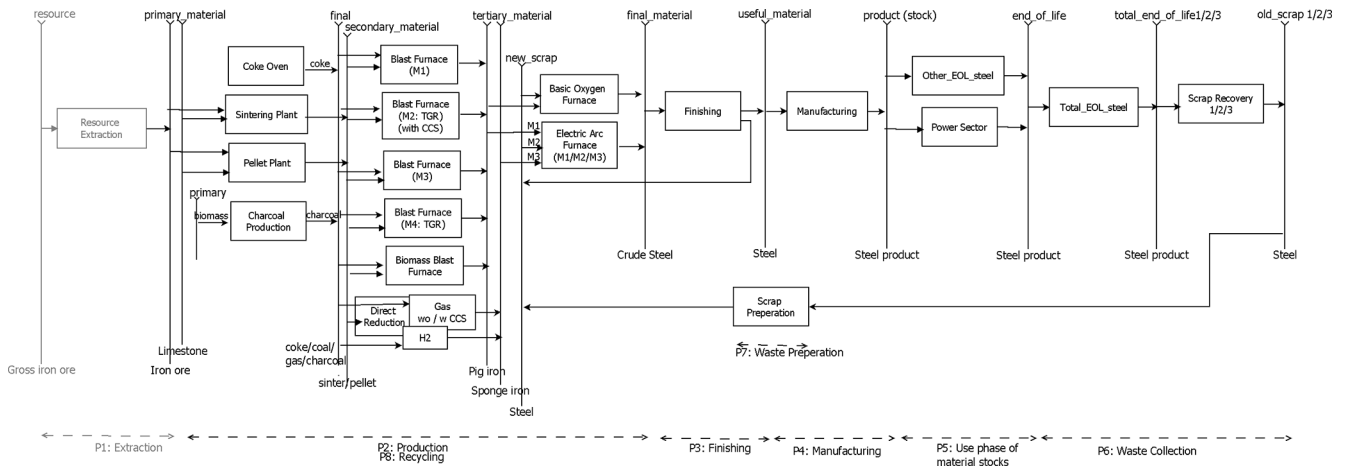 resource
primary_material
final
secondary_material
tertiary_material
new_scrap
final_material
useful_material
product (stock)
end_of_life
total_end_of_life1/2/3
old_scrap 1/2/3
Resource
Extraction
Coke Oven
coke
Sintering Plant
Pellet Plant
primary
biomass
Charcoal
Production
charcoal
Blast Furnace
(M1)
Blast Furnace
(M2: TGR)
(with CCS)
Blast Furnace
(M3)
Blast Furnace
(M4: TGR)
Biomass Blast
Furnace
Direct
Reduction
Gas
wo / w CCS
H2
Basic Oxygen
Furnace
M1
M2
M3
Electric Arc
Furnace
(M1/M2/M3)
Finishing
Manufacturing
Other_EOL_steel
Power Sector
Total_EOL_steel
Scrap Recovery
1/2/3
Crude Steel
Steel
Steel product
Steel product
Steel product
Steel
Scrap
Preperation
P7: Waste Preperation
Gross iron ore
Limestone
Iron ore
coke/coal/
gas/charcoal
sinter/pellet
Pig iron
Sponge iron
Steel
P1: Extraction
P2: Production
P8: Recycling
P3: Finishing
P4: Manufacturing
P5: Use phase of
material stocks
P6: Waste Collection